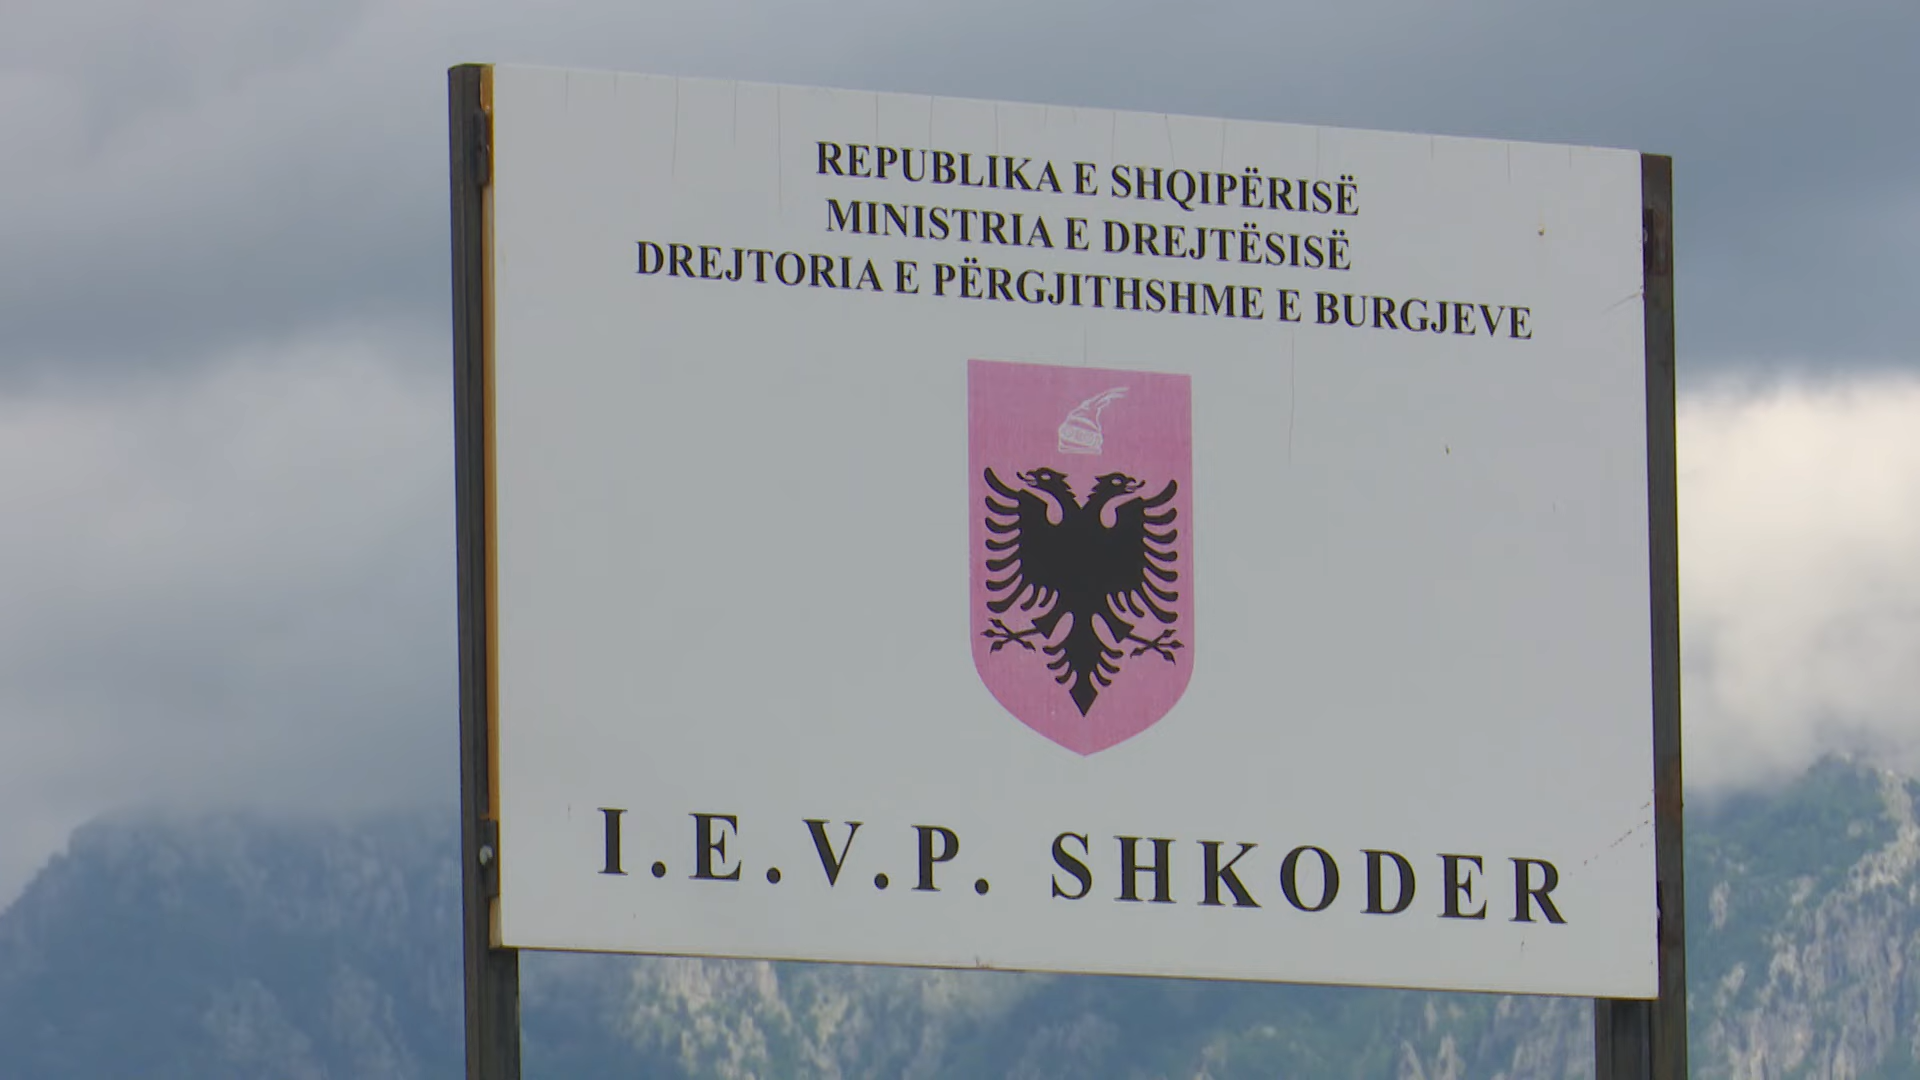 REPUBLIKA E SHQIPËRISË
MINISTRIA E DREJTËSISË
DREJTORIA E PËRGJITHSHME E BURGJEVE
I.E.V.P. SHKODER